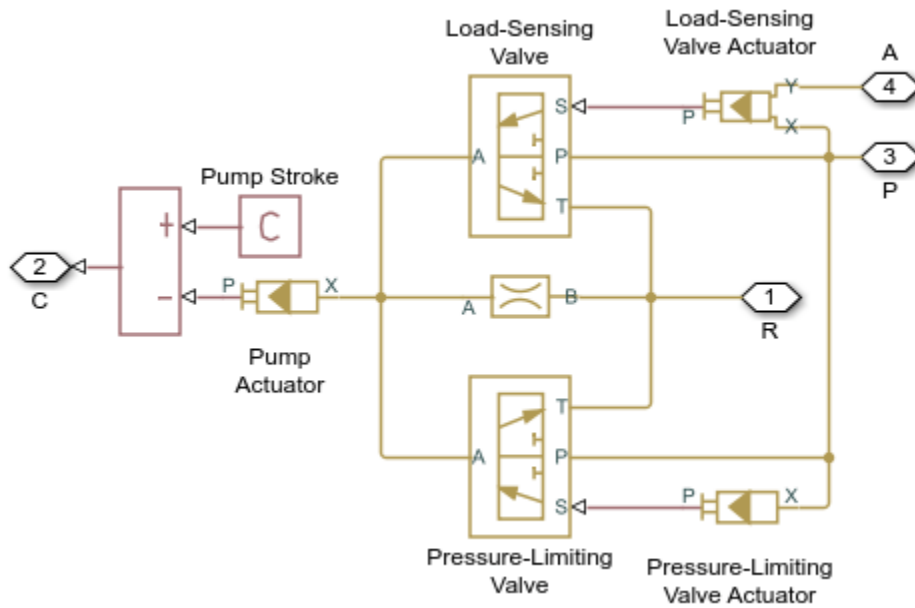 Load-Sensing
Valve
Load-Sensing
Valve Actuator
A
4
Y
S
P
X
A
P
3
P
Pump Stroke
T
+
C
2
C
−
P
X
A
B
1
R
Pump
Actuator
T
A
P
P
X
S
Pressure-Limiting
Valve
Pressure-Limiting
Valve Actuator